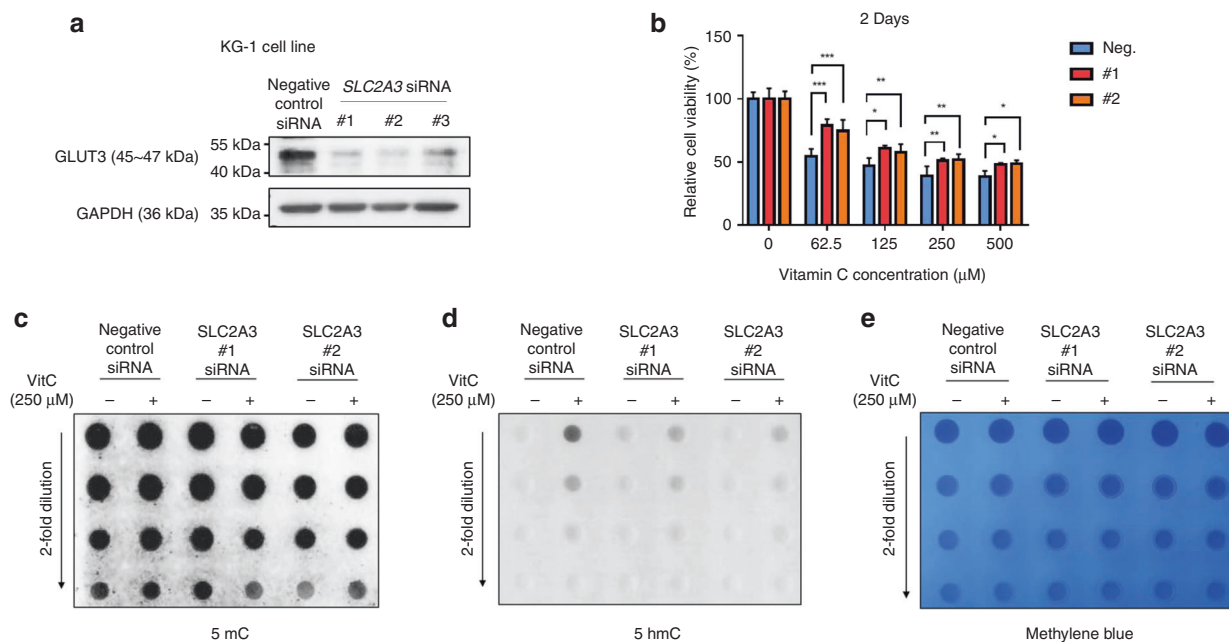 a
KG-1 cell line
Negative
control
siRNA
SLC2A3 siRNA
#1 #2 #3
GLUT3 (45~47 kDa)
55 kDa
40 kDa
GAPDH (36 kDa)
35 kDa
b
2 Days
Relative cell viability (%)
150
100
50
0
*** *** * ** ** ** * *
0 62.5 125 250 500
Vitamin C concentration (μM)
Neg.
#1
#2
c
Negative
control
siRNA
SLC2A3
#1
siRNA
SLC2A3
#2
siRNA
VitC
(250 μM)
– + – + – +
2-fold dilution
5 mC
d
Negative
control
siRNA
SLC2A3
#1
siRNA
SLC2A3
#2
siRNA
VitC
(250 μM)
– + – + – +
2-fold dilution
5 hmC
e
Negative
control
siRNA
SLC2A3
#1
siRNA
SLC2A3
#2
siRNA
VitC
(250 μM)
– + – + – +
2-fold dilution
Methylene blue